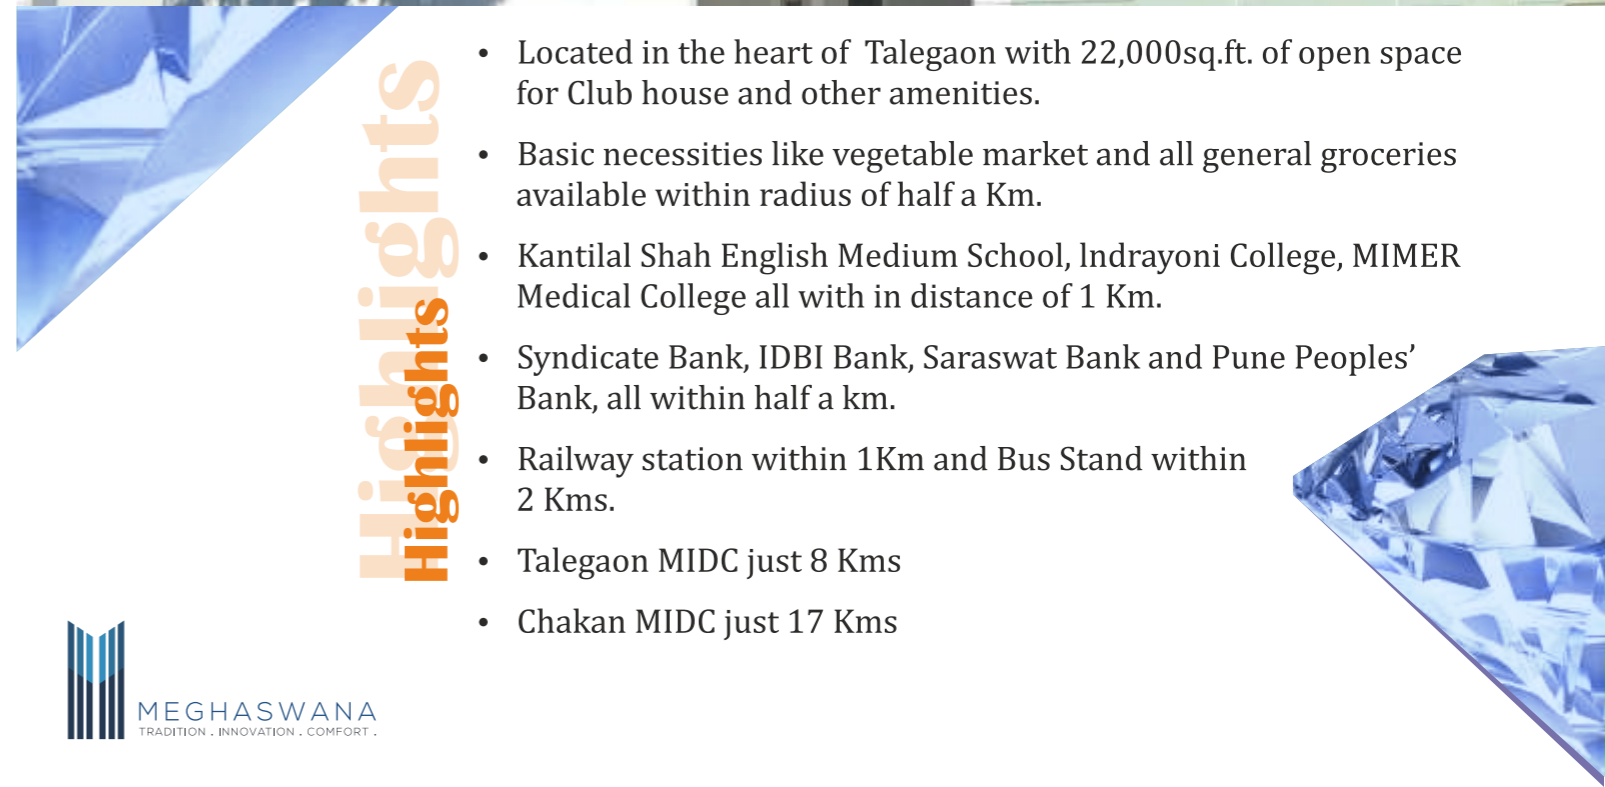 Highlights
Highlights
• Located in the heart of  Talegaon with 22,000sq.ft. of open space
for Club house and other amenities.
• Basic necessities like vegetable market and all general groceries
available within radius of half a Km.
• Kantilal Shah English Medium School, lndrayoni College, MIMER
Medical College all with in distance of 1 Km.
• Syndicate Bank, IDBI Bank, Saraswat Bank and Pune Peoples’
Bank, all within half a km.
• Railway station within 1Km and Bus Stand within
2 Kms.
• Talegaon MIDC just 8 Kms
• Chakan MIDC just 17 Kms
MEGHASWANA
TRADITION . INNOVATION . COMFORT .